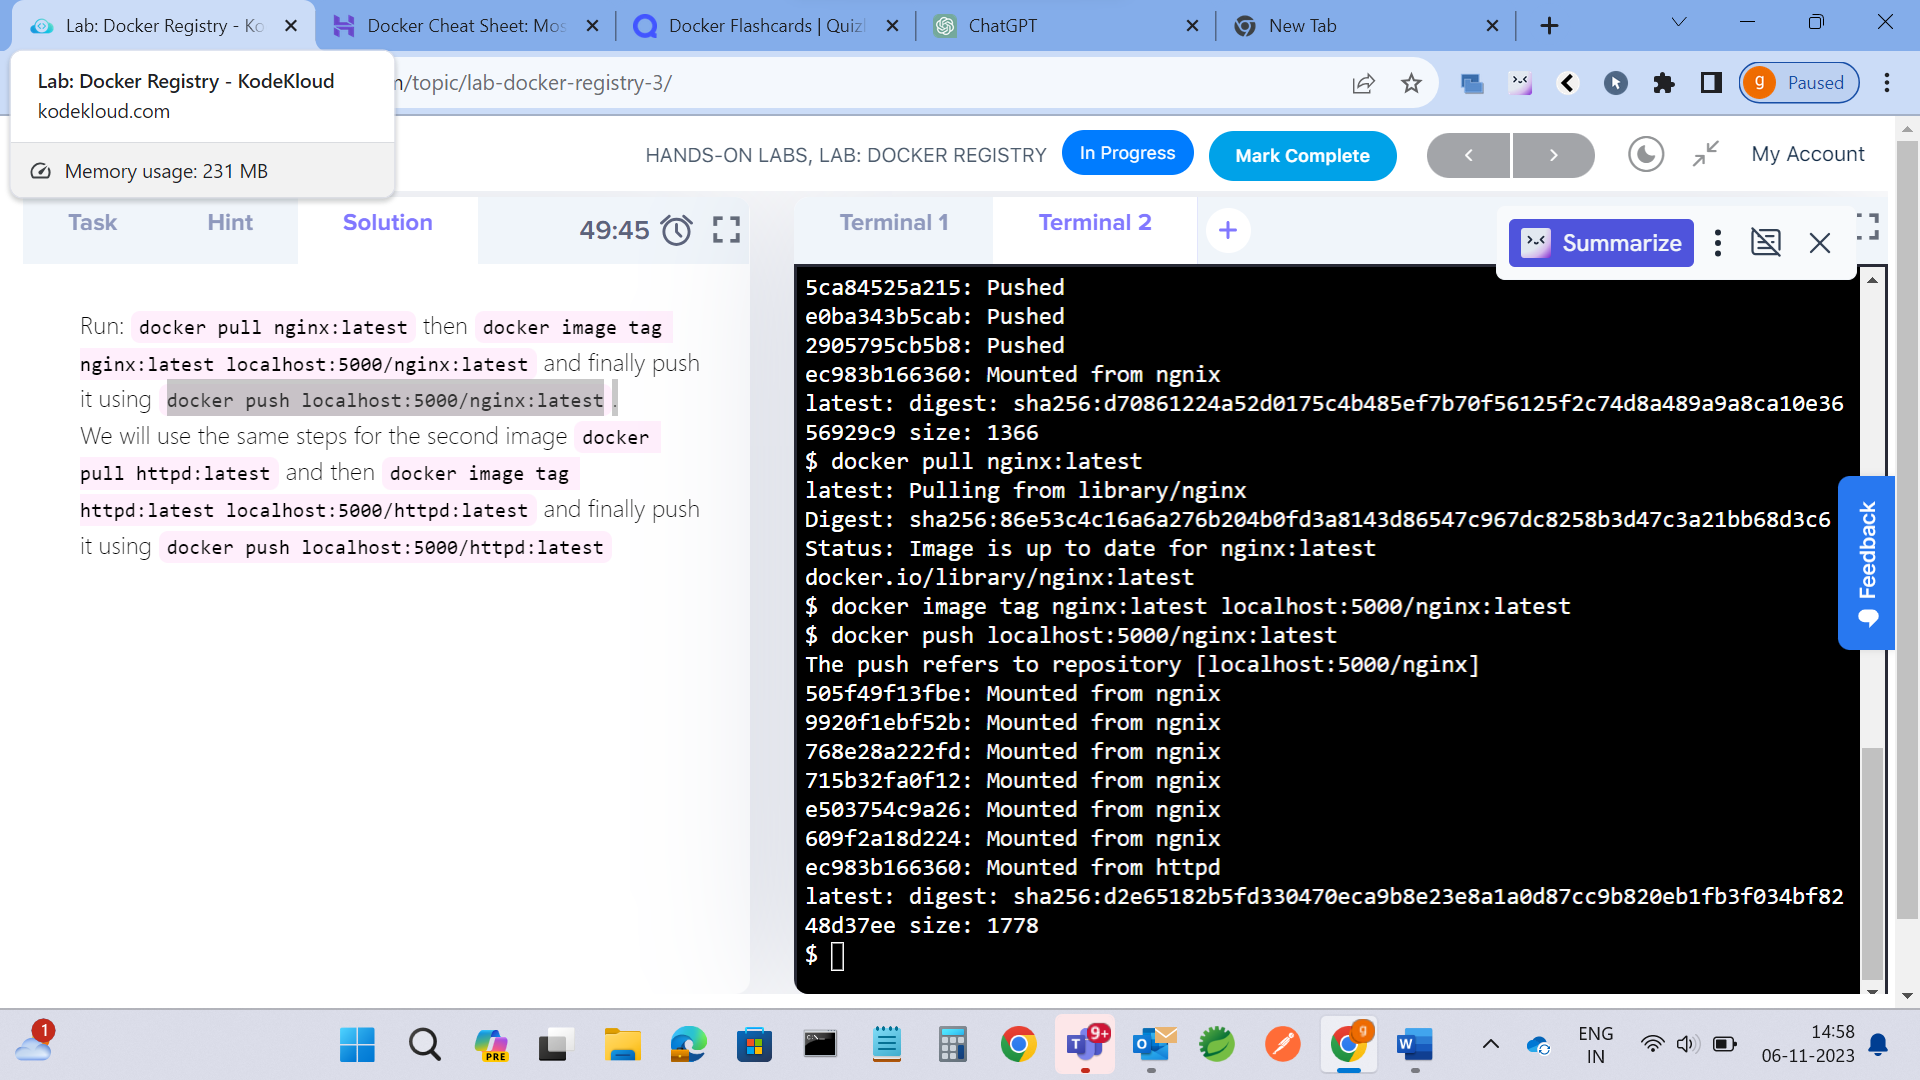 Lab: Docker Registry - Ko
Docker Cheat Sheet: Mos
Docker Flashcards | Quiz
ChatGPT
New Tab
Lab: Docker Registry - KodeKloud
kodekloud.com
Memory usage: 231 MB
/topic/lab-docker-registry-3/
g Paused
HANDS-ON LABS, LAB: DOCKER REGISTRY
In Progress
Mark Complete
My Account
Task
Hint
Solution
49:45
Terminal 1
Terminal 2
+
Summarize
Run: docker pull nginx:latest then docker image tag
nginx:latest localhost:5000/nginx:latest and finally push
it using docker push localhost:5000/nginx:latest .
We will use the same steps for the second image docker
pull httpd:latest and then docker image tag
httpd:latest localhost:5000/httpd:latest and finally push
it using docker push localhost:5000/httpd:latest
5ca84525a215: Pushed
e0ba343b5cab: Pushed
2905795cb5b8: Pushed
ec983b166360: Mounted from ngnix
latest: digest: sha256:d70861224a52d0175c4b485ef7b70f56125f2c74d8a489a9a8ca10e36
56929c9 size: 1366
$ docker pull nginx:latest
latest: Pulling from library/nginx
Digest: sha256:86e53c4c16a6a276b204b0fd3a8143d86547c967dc8258b3d47c3a21bb68d3c6
Status: Image is up to date for nginx:latest
docker.io/library/nginx:latest
$ docker image tag nginx:latest localhost:5000/nginx:latest
$ docker push localhost:5000/nginx:latest
The push refers to repository [localhost:5000/nginx]
505f49f13fbe: Mounted from ngnix
9920f1ebf52b: Mounted from ngnix
768e28a222fd: Mounted from ngnix
715b32fa0f12: Mounted from ngnix
e503754c9a26: Mounted from ngnix
609f2a18d224: Mounted from ngnix
ec983b166360: Mounted from httpd
latest: digest: sha256:d2e65182b5fd330470eca9b8e23e8a1a0d87cc9b820eb1fb3f034bf82
48d37ee size: 1778
$
Feedback
1
PRE
9+
g
ENG
IN
14:58
06-11-2023